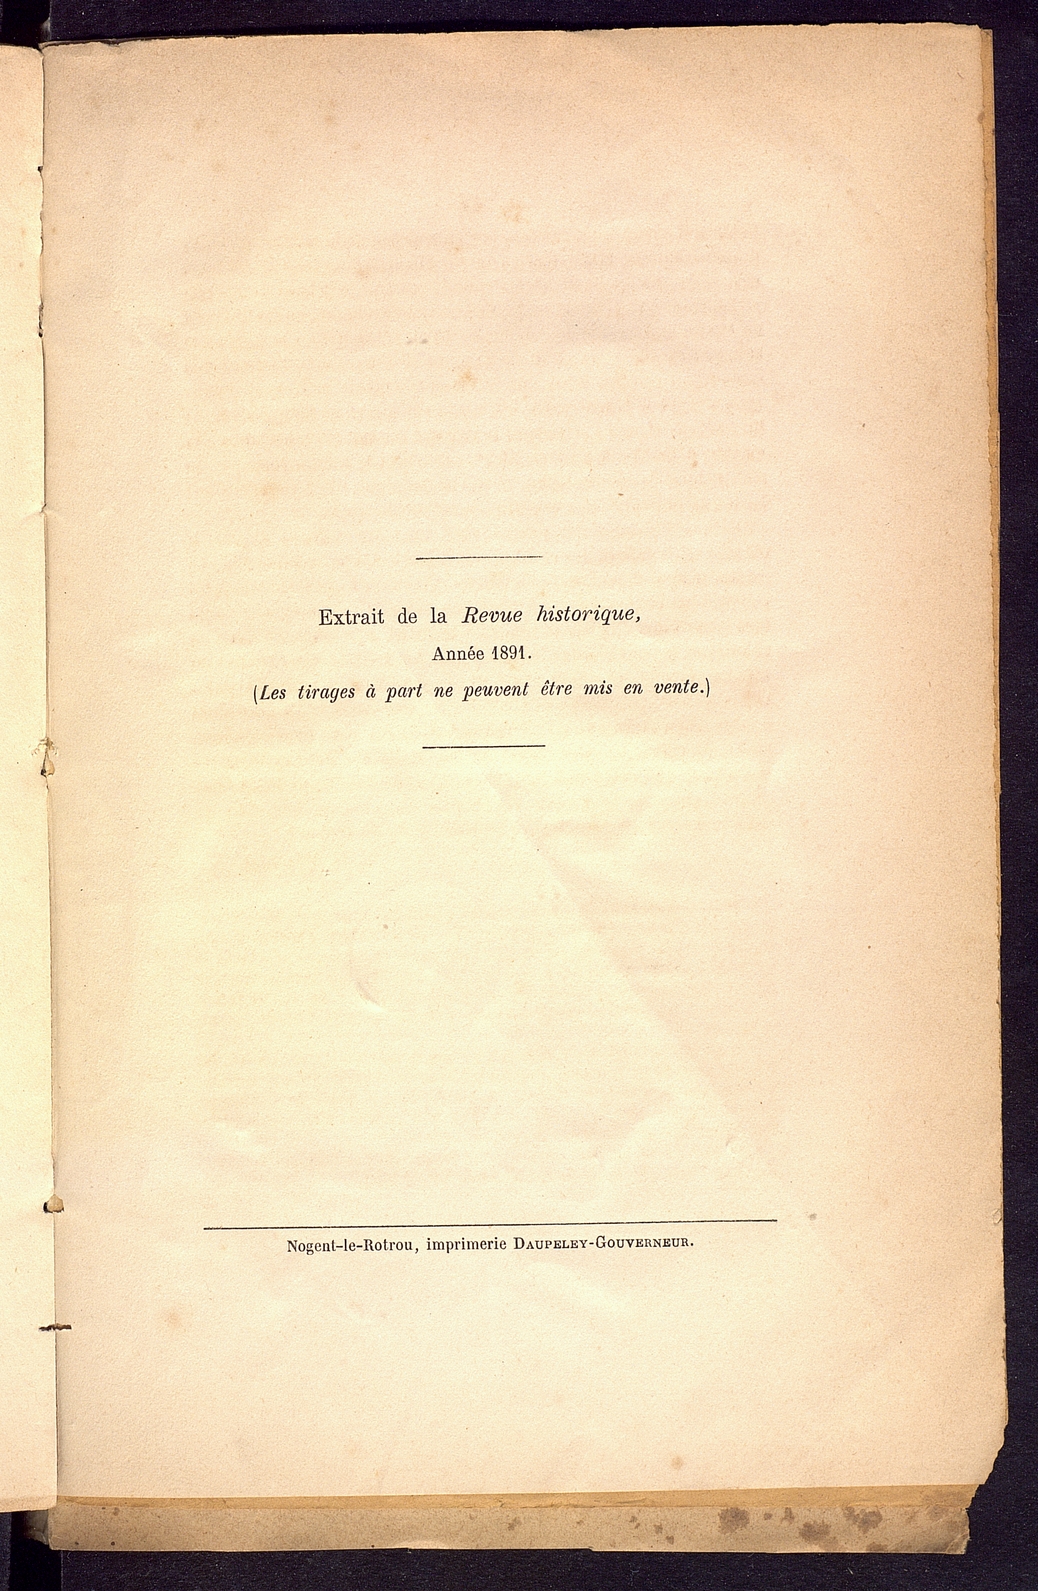 Extrait de la Revue historique,
Année 1891.
(Les tirages à part ne peuvent être mis en vente.)
Nogent-le-Rotrou, imprimerie DAUPELEY-GOUVERNEUR.